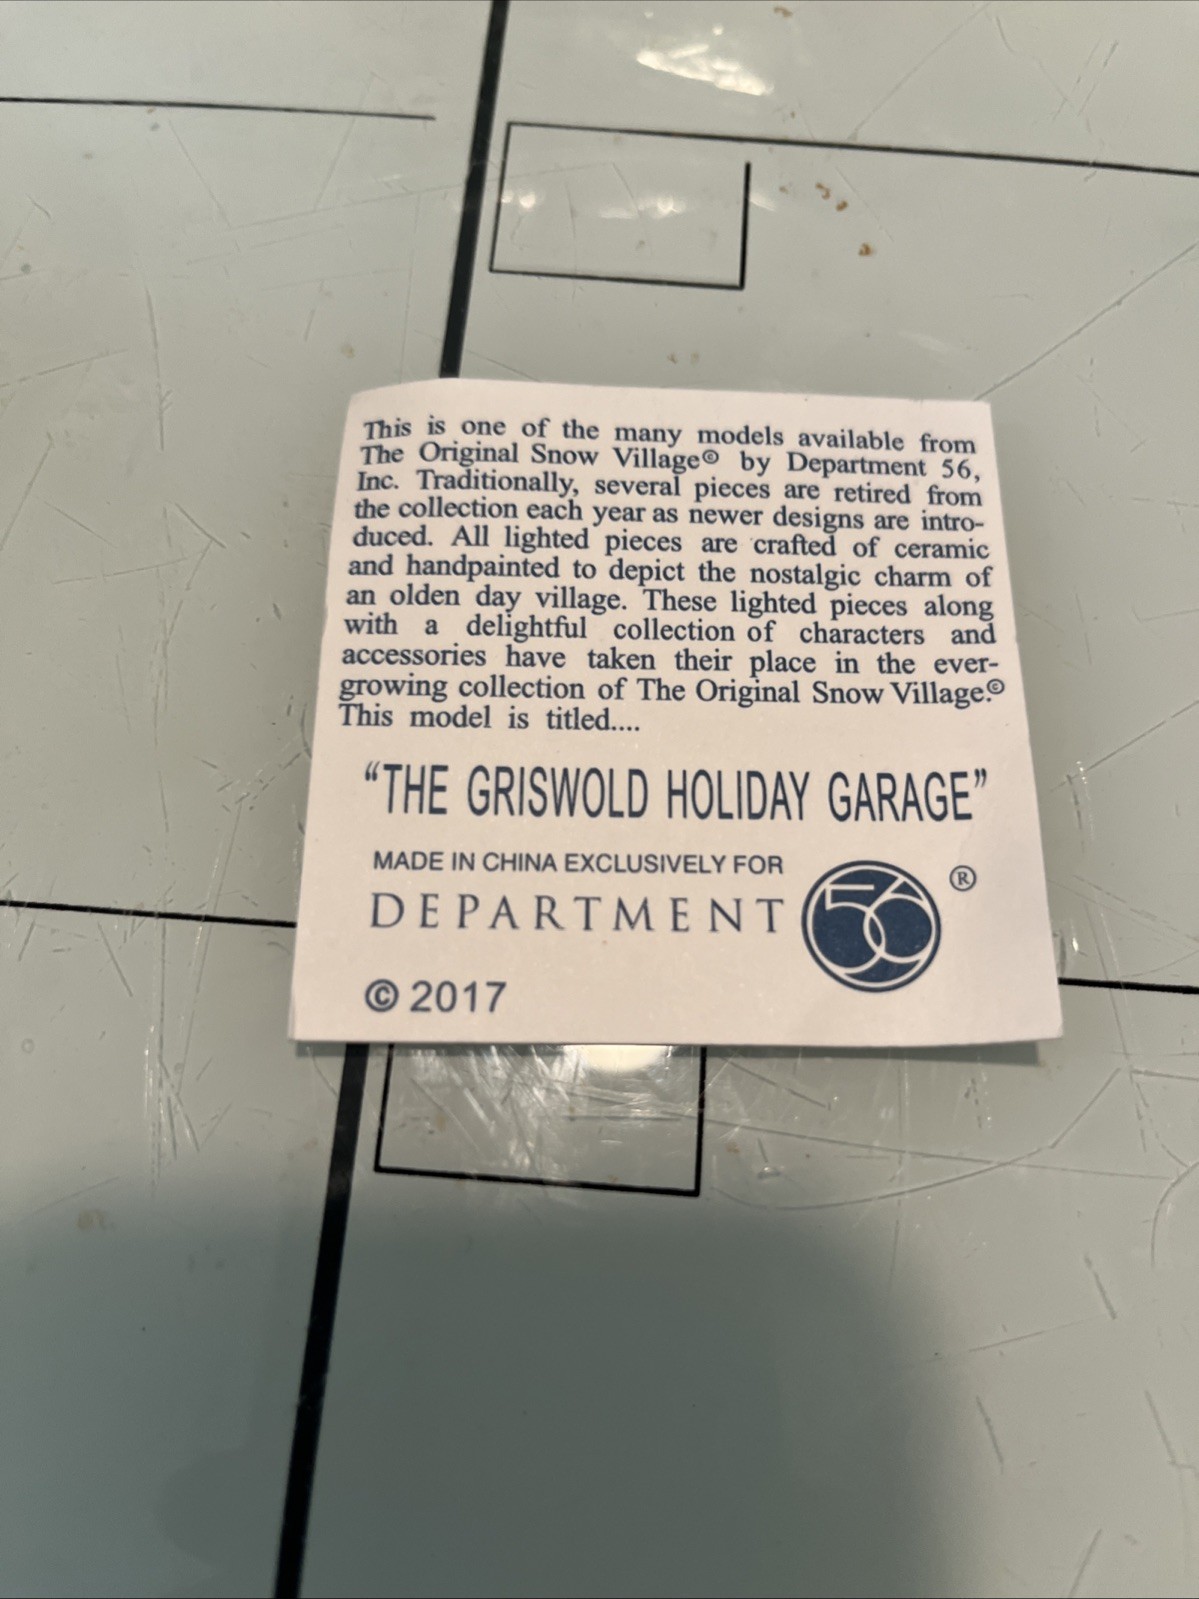 This is one of the many models available from
The Original Snow Village© by Department 56,
Inc. Traditionally, several pieces are retired from
the collection each year as newer designs are intro-
duced. All lighted pieces are crafted of ceramic
and handpainted to depict the nostalgic charm of
an olden day village. These lighted pieces along
with a delightful collection of characters and
accessories have taken their place in the ever-
growing collection of The Original Snow Village.©
This model is titled....
“THE GRISWOLD HOLIDAY GARAGE”
MADE IN CHINA EXCLUSIVELY FOR
DEPARTMENT 56 ®
© 2017